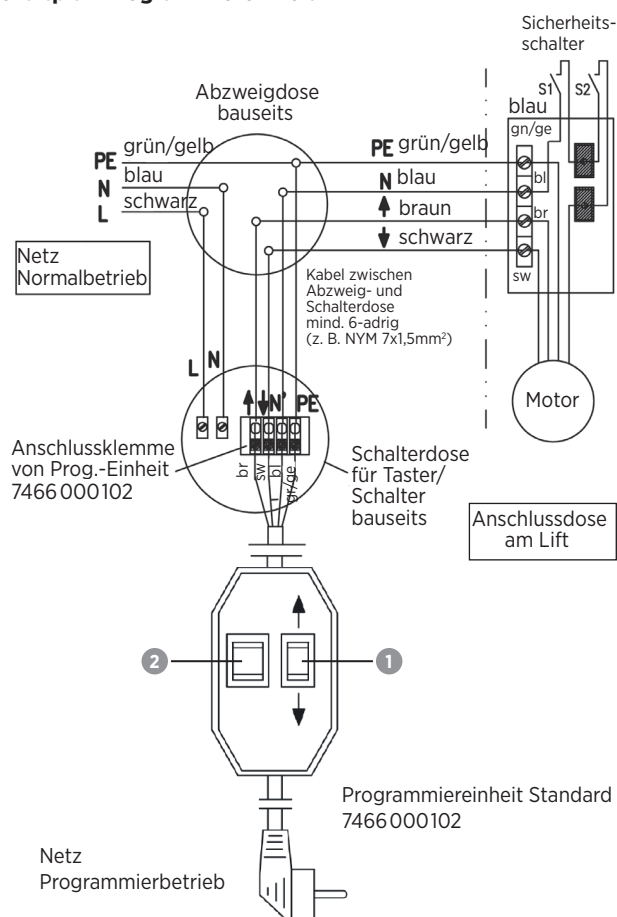 Sicherheits-
schalter
S1 S2
Abzweigdose
bauseits
blau
gn/ge
PE grün/gelb
N blau
L schwarz
PE grün/gelb
N blau
braun
schwarz
bl
br
sw
Netz
Normalbetrieb
Kabel zwischen
Abzweig- und
Schalterdose
mind. 6-adrig
(z. B. NYM 7x1,5mm²)
Motor
L N
N' PE
Anschlussklemme
von Prog.-Einheit
7466 000102
br sw bl gr/ge
Schalterdose
für Taster/
Schalter
bauseits
Anschlussdose
am Lift
2 1
Programmiereinheit Standard
7466 000102
Netz
Programmierbetrieb